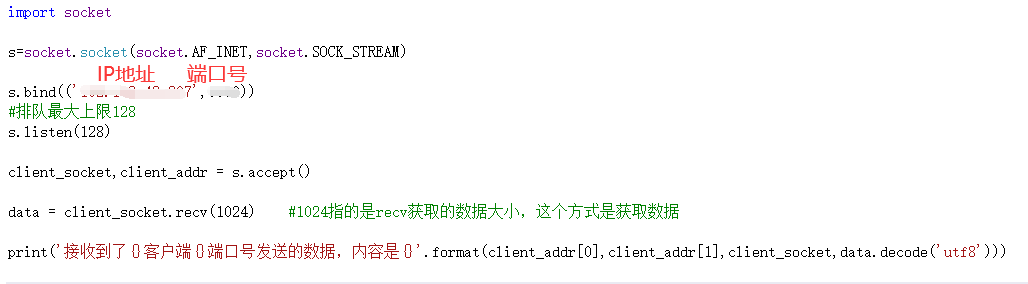 import socket
s=socket.socket(socket.AF_INET,socket.SOCK_STREAM)
IP地址 端口号
s.bind(('
#排队最大上限128
s.listen(128)
client_socket,client_addr = s.accept()
data = client_socket.recv(1024) #1024指的是recv获取的数据大小，这个方式是获取数据
print('接收到了{}客户端{}端口号发送的数据，内容是{}'.format(client_addr[0],client_addr[1],client_socket,data.decode('utf8')))